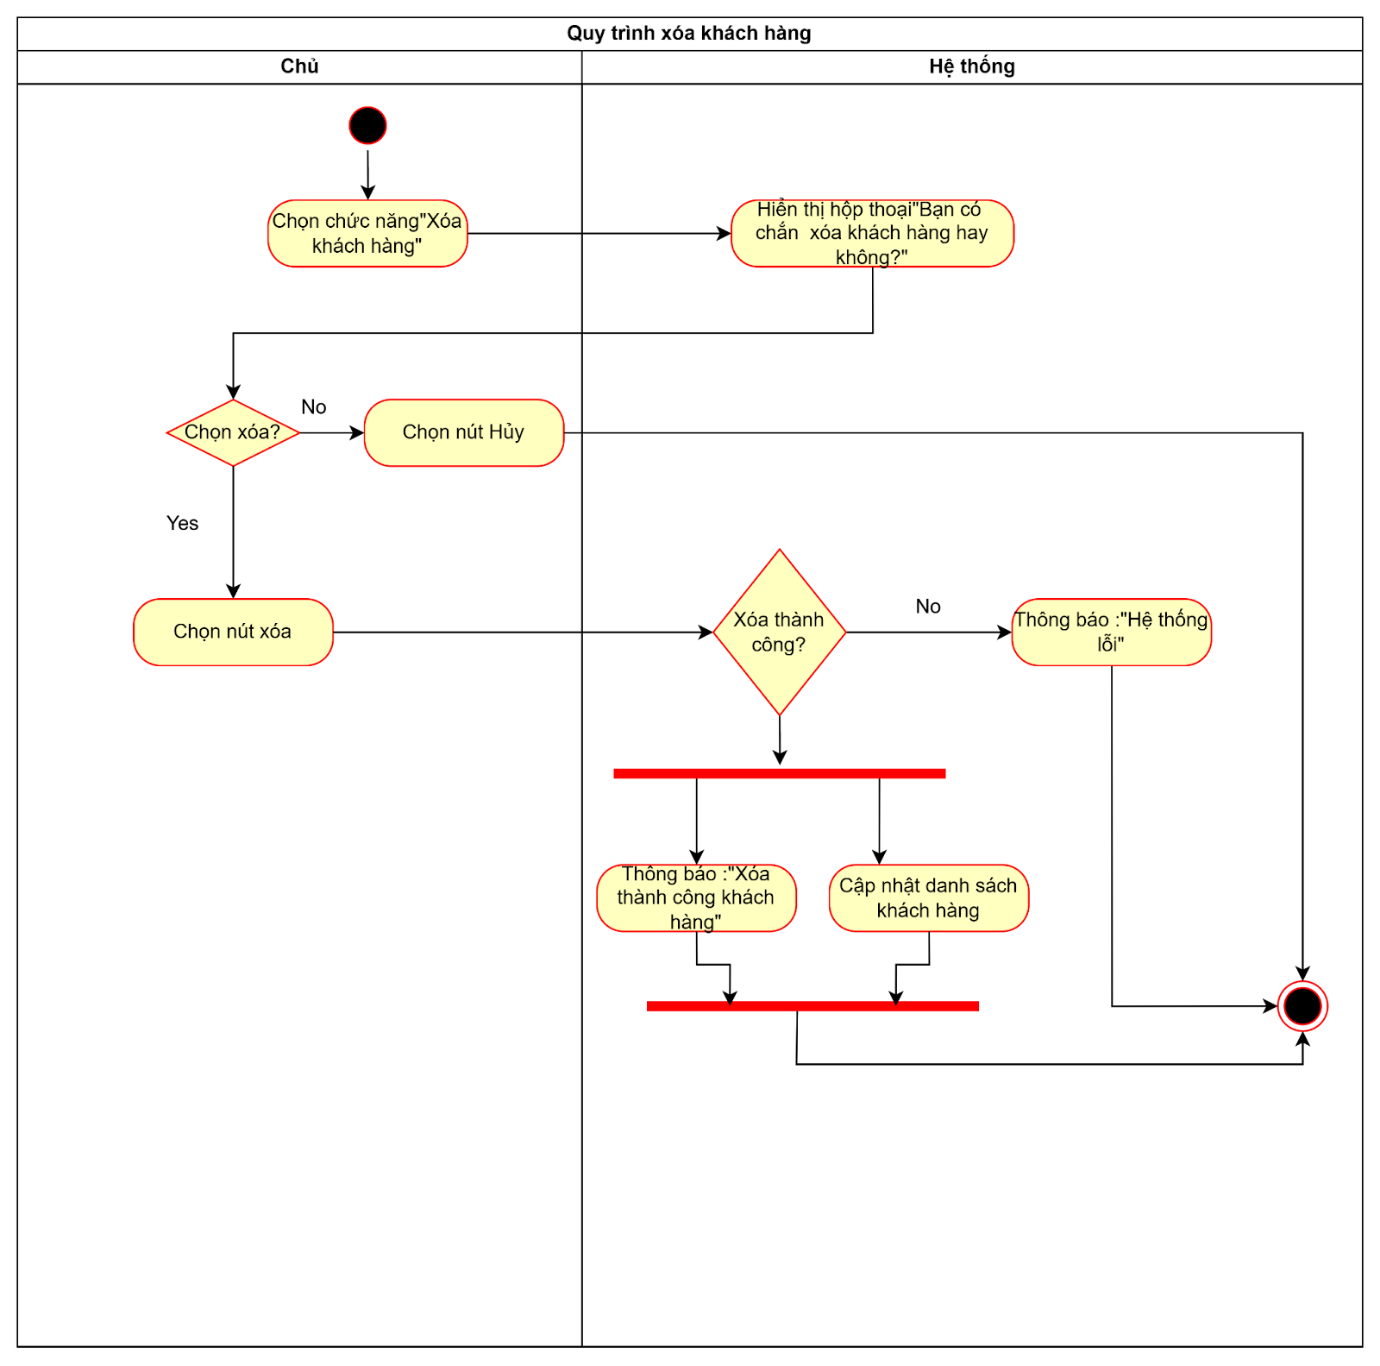 Quy trình xóa khách hàng
Chủ
Hệ thống
Chọn chức năng"Xóa
khách hàng"
Hiển thị hộp thoại"Bạn có
chắn xóa khách hàng hay
không?"
Chọn xóa?
No
Chọn nút Hủy
Yes
Chọn nút xóa
Xóa thành
công?
No
Thông báo :"Hệ thống
lỗi"
Thông báo :"Xóa
thành công khách
hàng"
Cập nhật danh sách
khách hàng